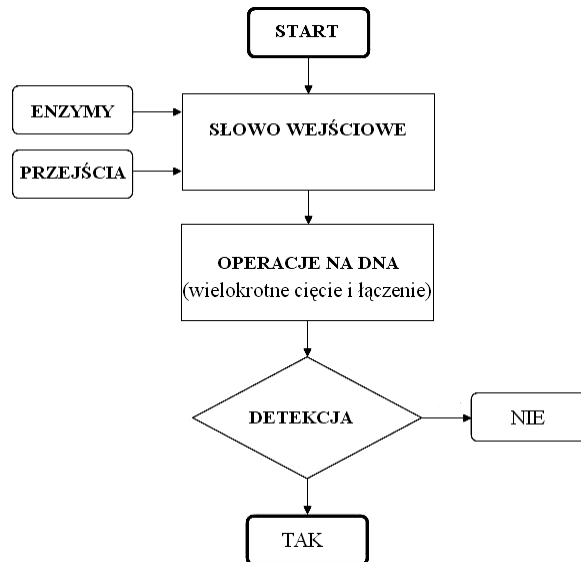 START
ENZYMY
SŁOWO WEJŚCIOWE
PRZEJŚCIA
OPERACJE NA DNA
(wielokrotne cięcie i łączenie)
DETEKCJA
NIE
TAK